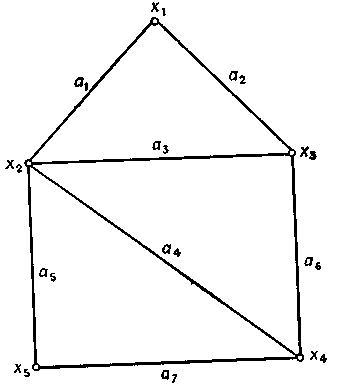 x₁
a₁ a₂
a₃
x₂ x₃
a₄
a₅ a₆
x₅ a₇ x₄